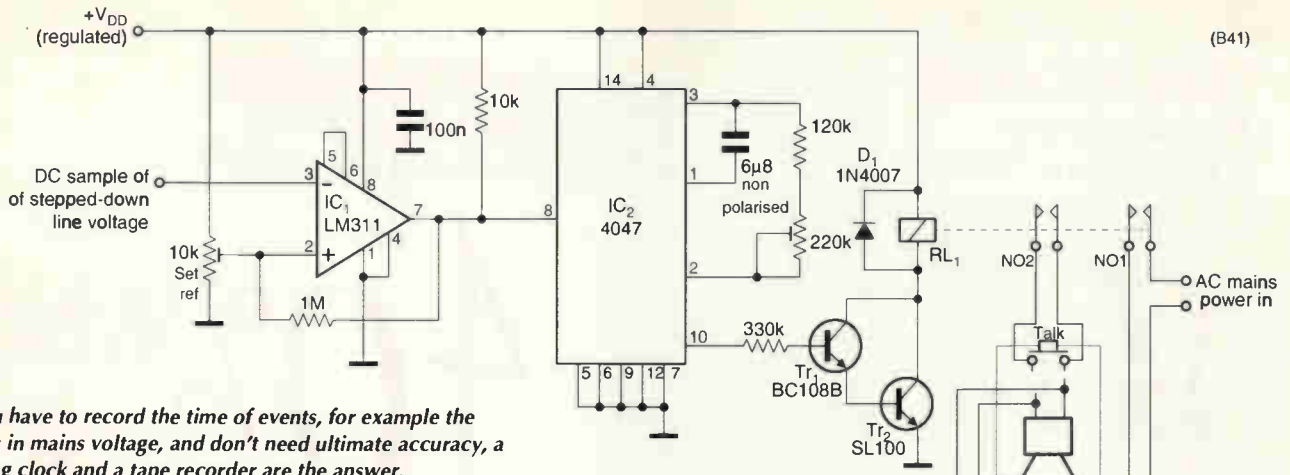 +VDD
(regulated)
(B41)
14
4
3
10k
100n
120k
D1
1N4007
5
6
8
DC sample of
of stepped-down
line voltage
3
−
IC1
LM311
7
8
IC2
4047
1
6µ8
non
polarised
10k
Set
ref
2
+
1
4
220k
RL1
NO2
NO1
AC mains
power in
2
1M
10
330k
Talk
Tr1
BC108B
5
6
9
12
7
Tr2
SL100
have to record the time of events, for example the
in mains voltage, and don't need ultimate accuracy, a
clock and a tape recorder are the answer.